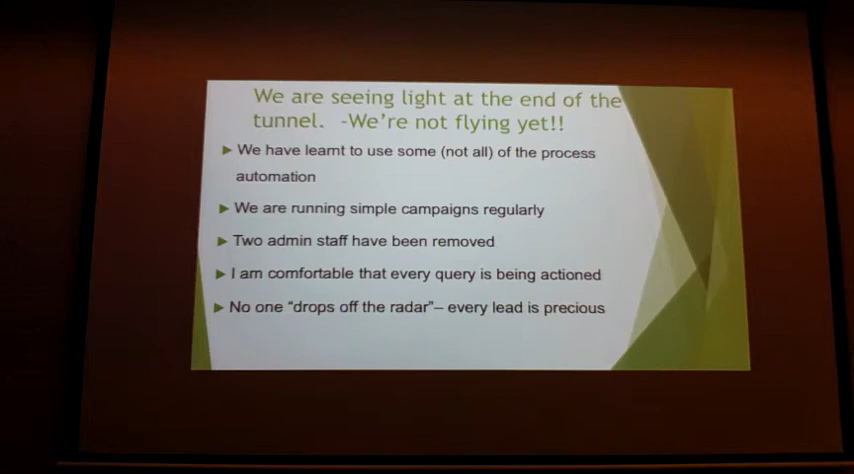 We are seeing light at the end of the
tunnel. -We're not flying yet!!
We have learnt to use some (not all) of the process
automation
We are running simple campaigns regularly
Two admin staff have been removed
I am comfortable that every query is being actioned
No one “drops off the radar”– every lead is precious